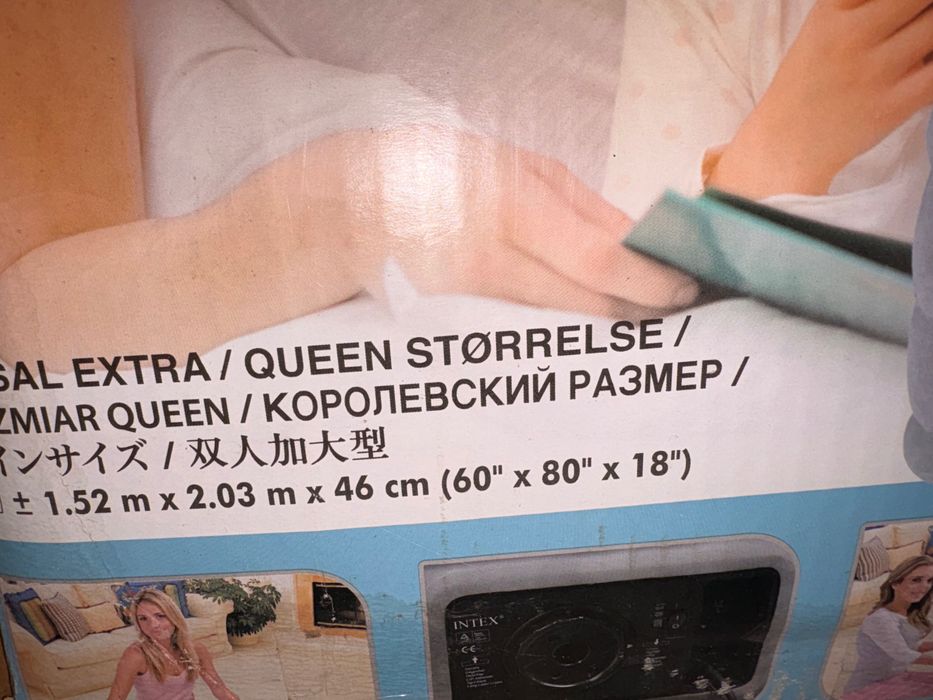 SAL EXTRA / QUEEN STØRRELSE /
ZMIAR QUEEN / КОРОЛЕВСКИЙ РАЗМЕР /
インサイズ / 双人加大型
± 1.52 m x 2.03 m x 46 cm (60" x 80" x 18")
INTEX®
CE